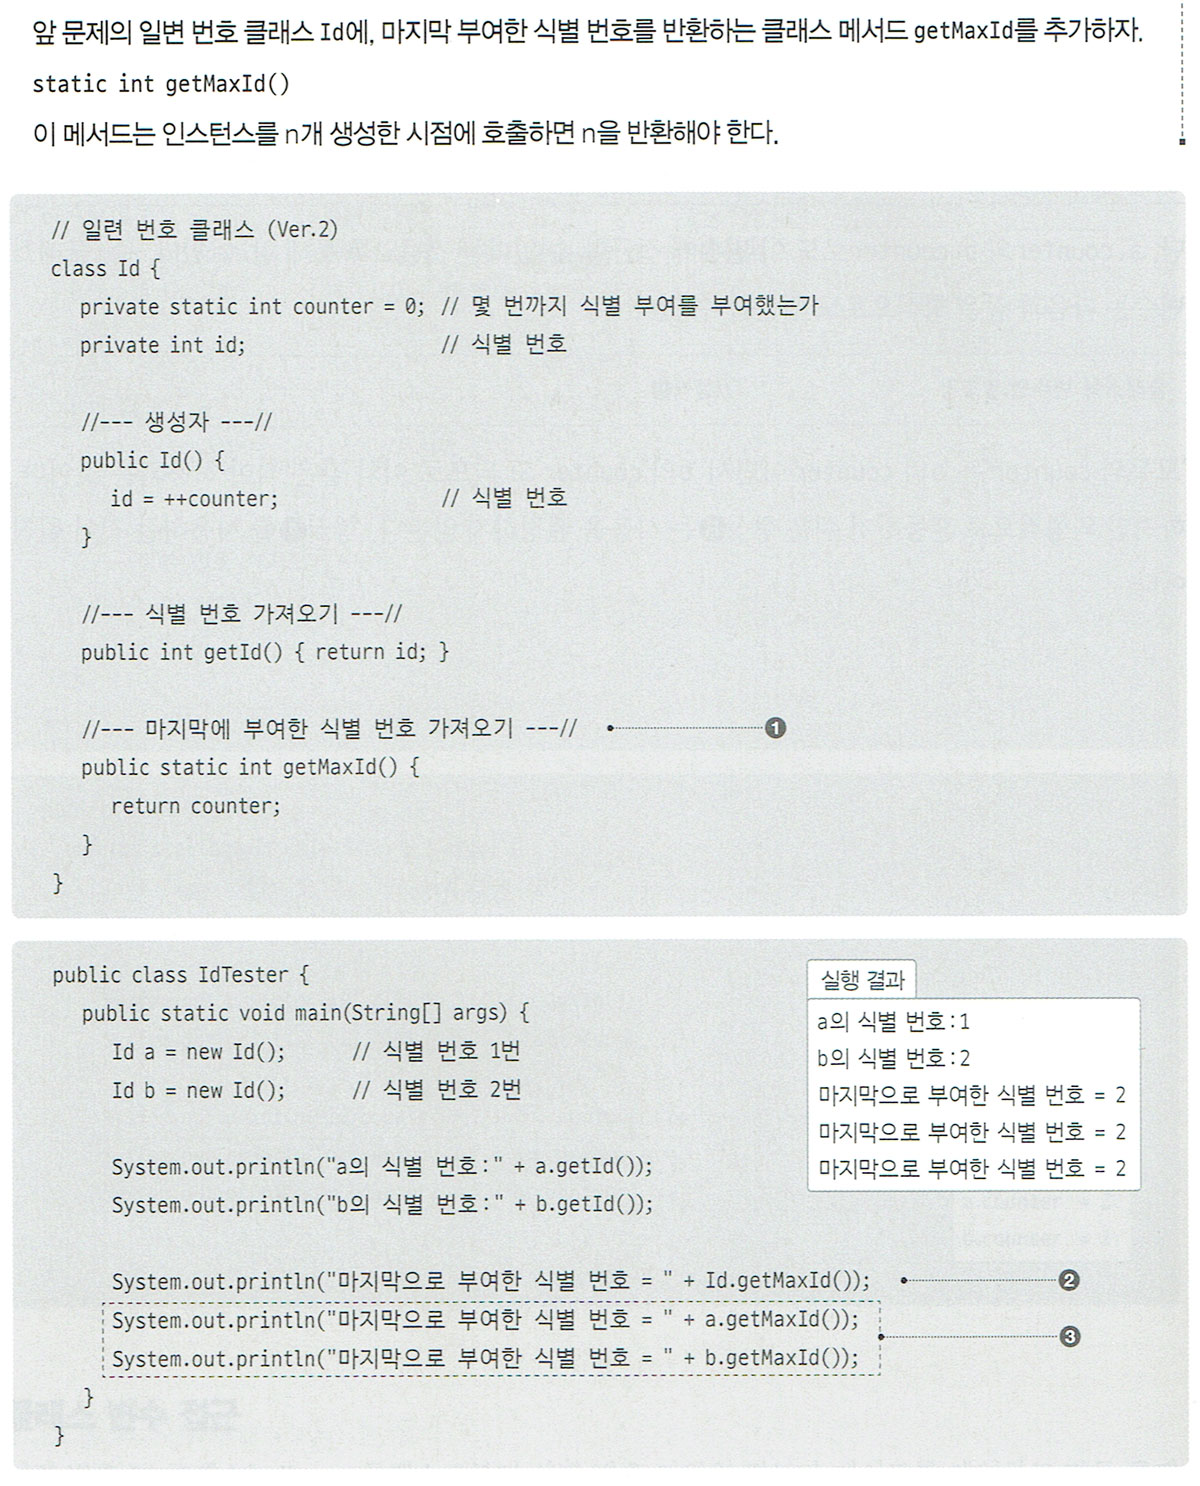 앞 문제의 일변 번호 클래스 Id에, 마지막 부여한 식별 번호를 반환하는 클래스 메서드 getMaxId를 추가하자.
static int getMaxId()
이 메서드는 인스턴스를 n개 생성한 시점에 호출하면 n을 반환해야 한다.
// 일련 번호 클래스 (Ver.2)
class Id {
private static int counter = 0; // 몇 번까지 식별 부여를 부여했는가
private int id; // 식별 번호
//--- 생성자 ---//
public Id() {
id = ++counter; // 식별 번호
}
//--- 식별 번호 가져오기 ---//
public int getId() { return id; }
//--- 마지막에 부여한 식별 번호 가져오기 ---// 1
public static int getMaxId() {
return counter;
}
}
public class IdTester {
public static void main(String[] args) {
Id a = new Id(); // 식별 번호 1번
Id b = new Id(); // 식별 번호 2번
System.out.println("a의 식별 번호:" + a.getId());
System.out.println("b의 식별 번호:" + b.getId());
System.out.println("마지막으로 부여한 식별 번호 = " + Id.getMaxId()); 2
System.out.println("마지막으로 부여한 식별 번호 = " + a.getMaxId());
System.out.println("마지막으로 부여한 식별 번호 = " + b.getMaxId()); 3
}
}
실행 결과
a의 식별 번호:1
b의 식별 번호:2
마지막으로 부여한 식별 번호 = 2
마지막으로 부여한 식별 번호 = 2
마지막으로 부여한 식별 번호 = 2